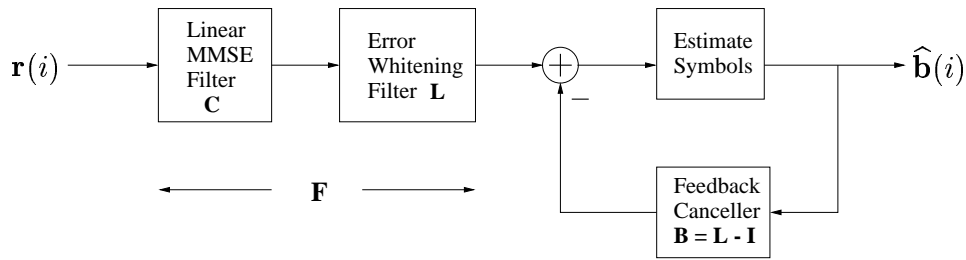 r(i)
Linear
MMSE
Filter
C
Error
Whitening
Filter L
+
−
Estimate
Symbols
b̂(i)
F
Feedback
Canceller
B = L - I